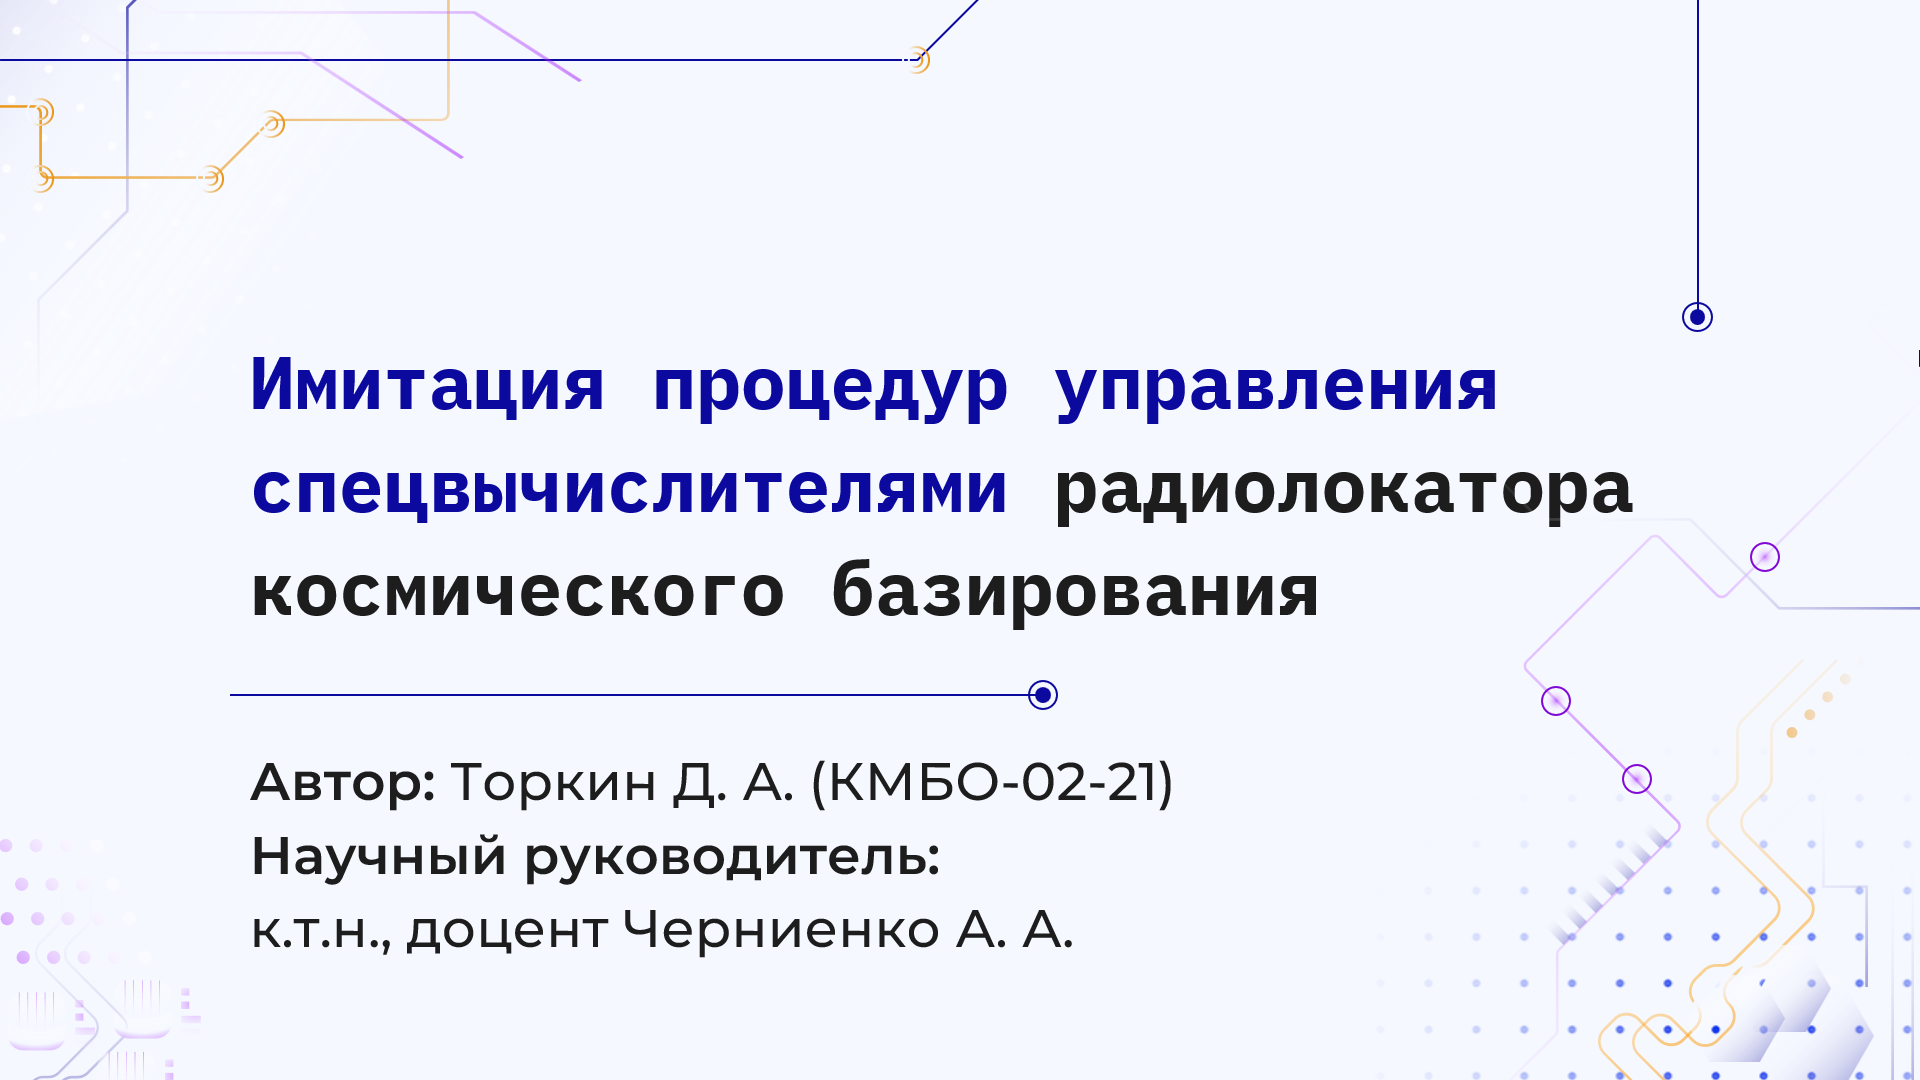 Имитация процедур управления
спецвычислителями радиолокатора
космического базирования
Автор: Торкин Д. А. (КМБО-02-21)
Научный руководитель:
к.т.н., доцент Черниенко А. А.